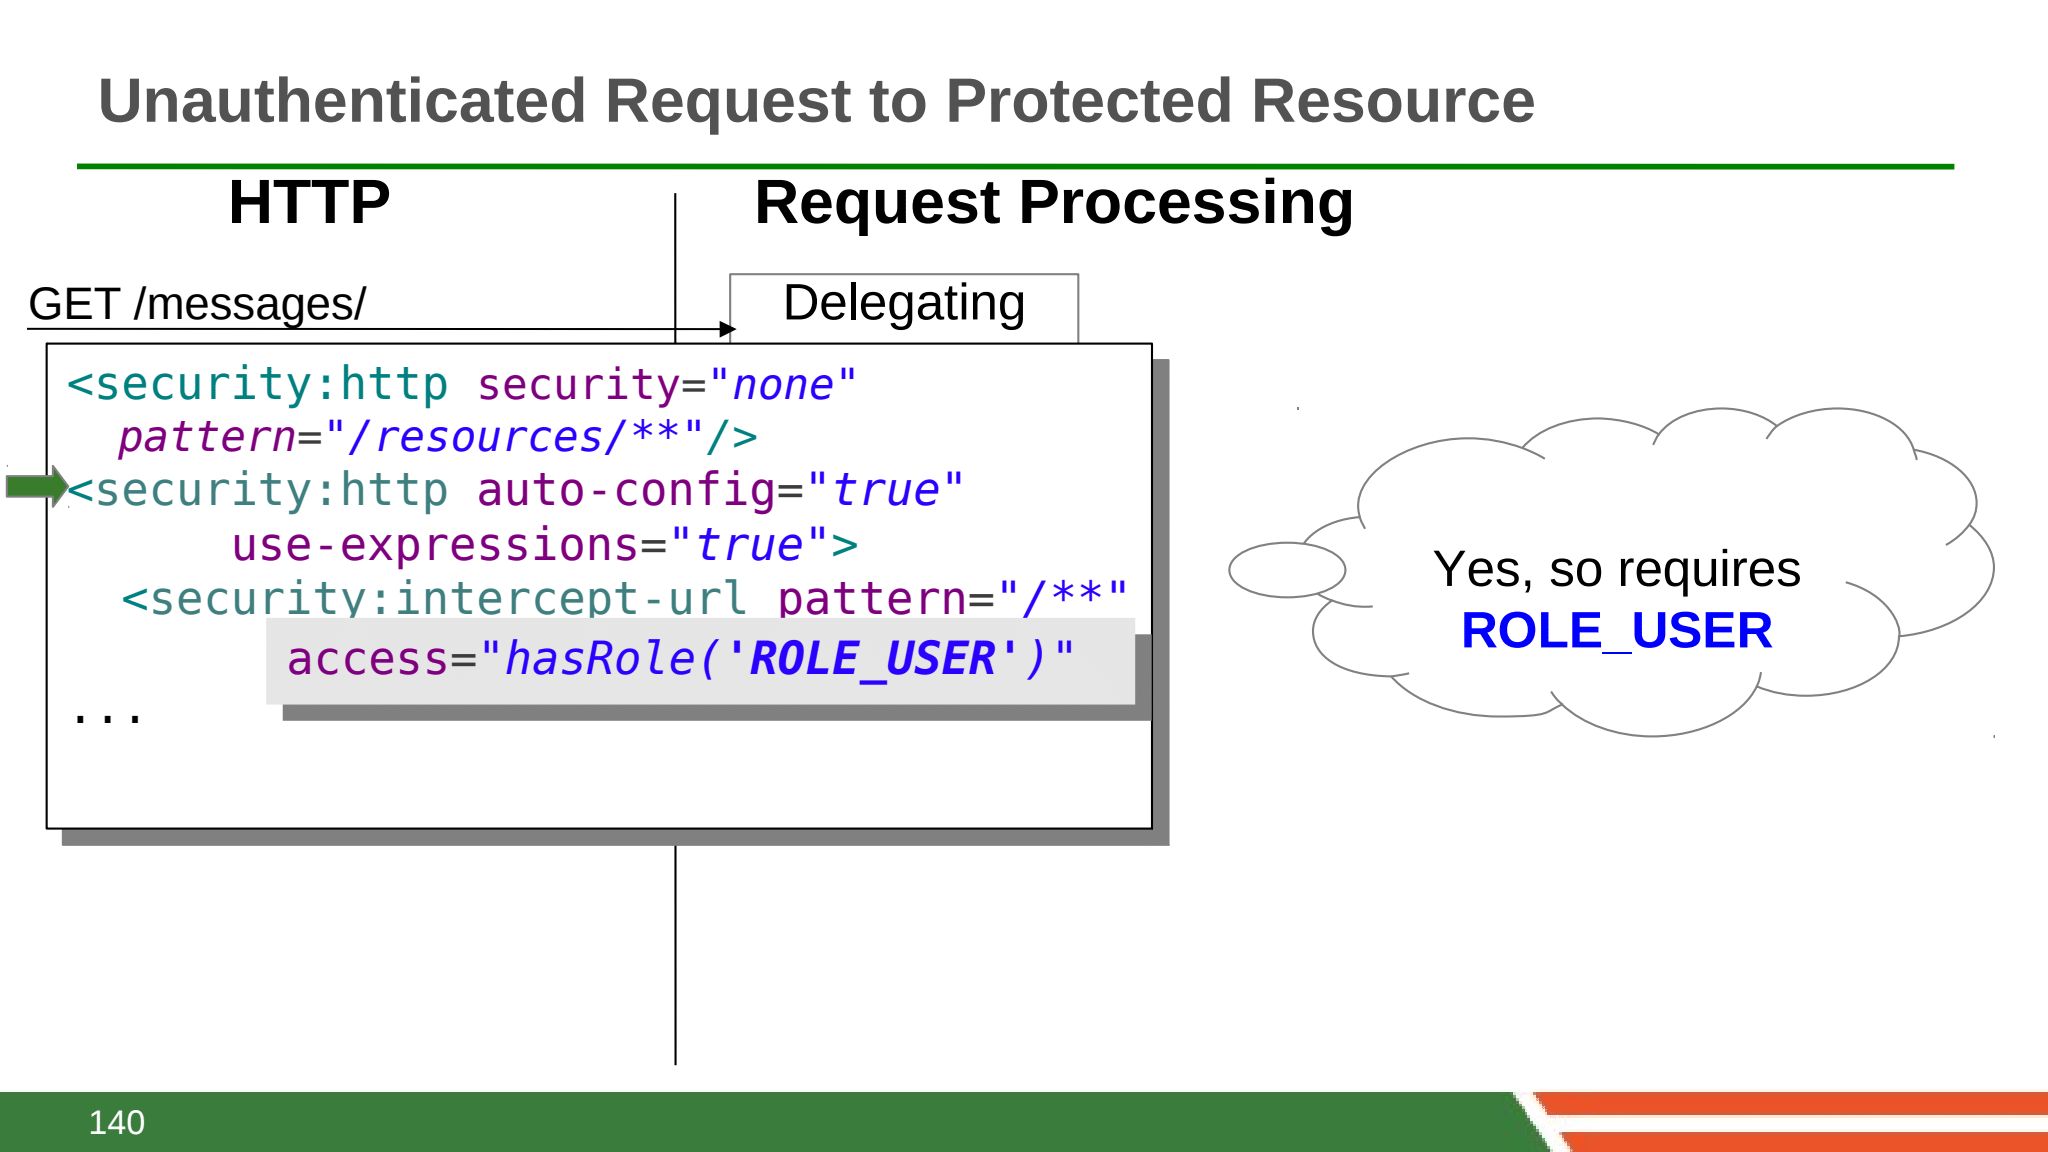 Unauthenticated Request to Protected Resource
HTTP
Request Processing
GET /messages/
Delegating
<security:http security="none"
pattern="/resources/**"/>
<security:http auto-config="true"
use-expressions="true">
<security:intercept-url pattern="/**"
access="hasRole('ROLE_USER')"
...
Yes, so requires
ROLE_USER
140